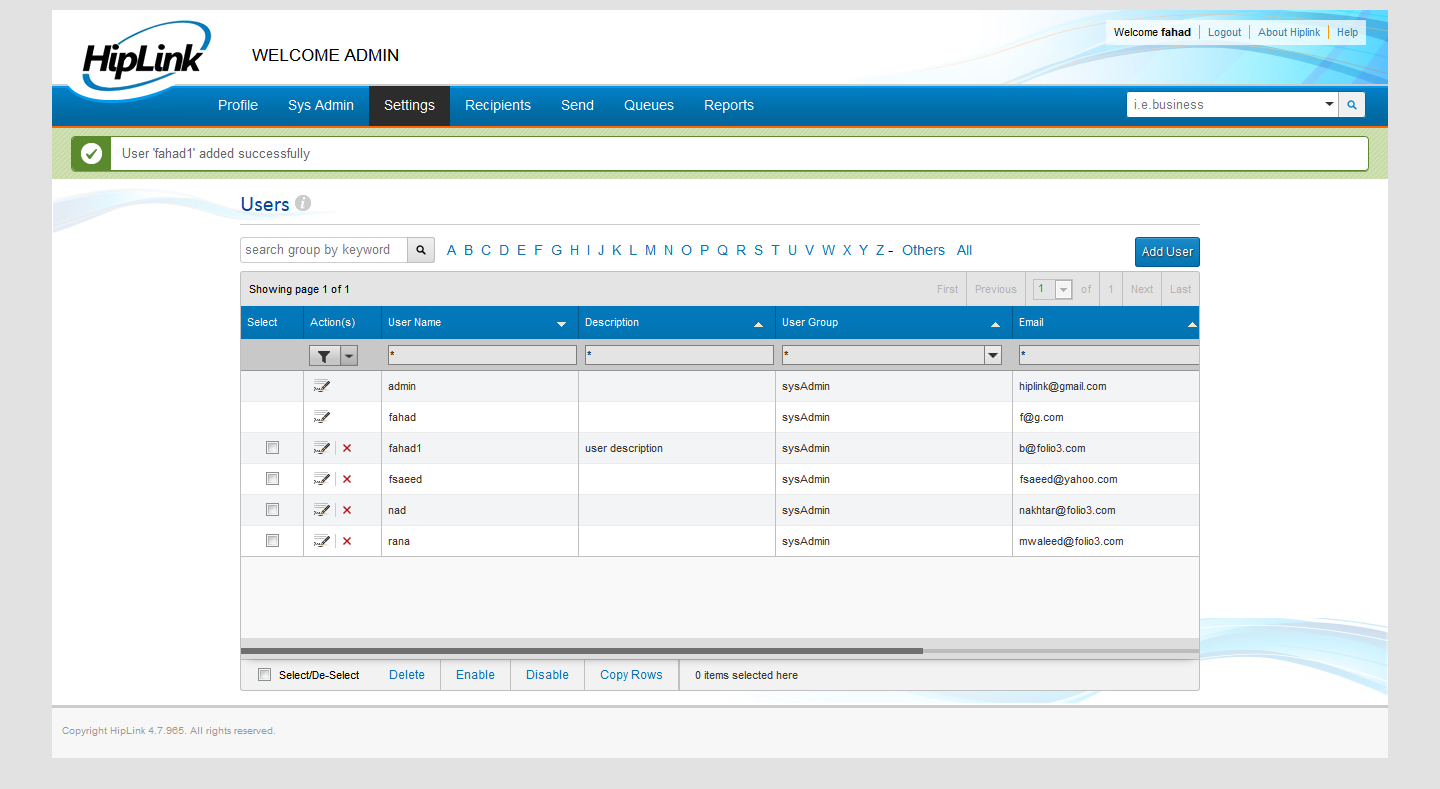 HipLink
WELCOME ADMIN
Welcome fahad Logout About Hiplink Help
Profile Sys Admin Settings Recipients Send Queues Reports i.e.business
User 'fahad1' added successfully
Users i
search group by keyword A B C D E F G H I J K L M N O P Q R S T U V W X Y Z - Others All Add User
Showing page 1 of 1 First Previous 1 of 1 Next Last
Select Action(s) User Name Description User Group Email
* * * *
admin sysAdmin hiplink@gmail.com
fahad sysAdmin f@g.com
fahad1 user description sysAdmin b@folio3.com
fsaeed sysAdmin fsaeed@yahoo.com
nad sysAdmin nakhtar@folio3.com
rana sysAdmin mwaleed@folio3.com
Select/De-Select Delete Enable Disable Copy Rows 0 items selected here
Copyright HipLink 4.7.965. All rights reserved.